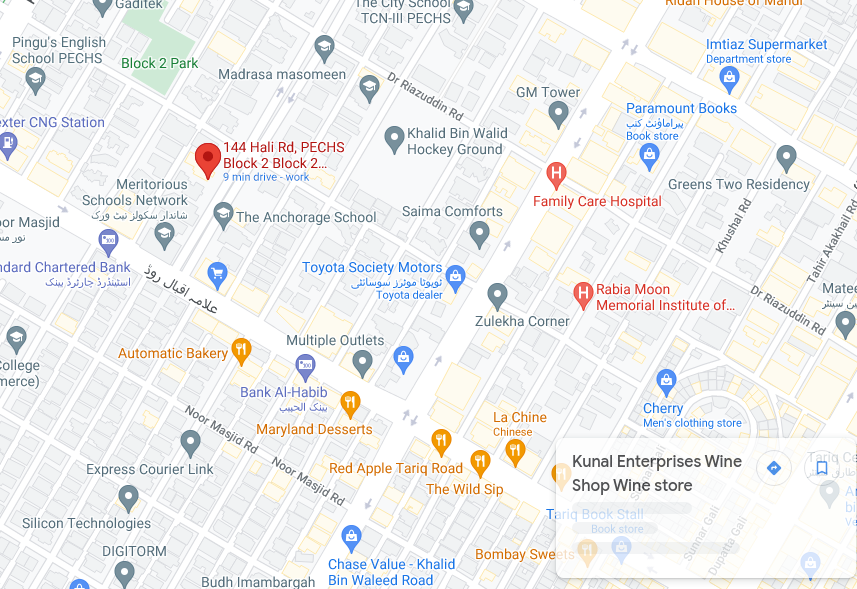 Gaditek
The City School
TCN-III PECHS
Ridan House of Mandi
Pingu's English
School PECHS
Imtiaz Supermarket
Department store
Block 2 Park
Madrasa masomeen
Dr Riazuddin Rd
GM Tower
Paramount Books
پیراماؤنٹ کتب
Book store
exter CNG Station
Khalid Bin Walid
Hockey Ground
144 Hali Rd, PECHS
Block 2 Block 2...
9 min drive - work
Meritorious
Schools Network
شاندار سکولز نیٹ ورک
Greens Two Residency
Family Care Hospital
The Anchorage School
Saima Comforts
oor Masjid
نور مس
Khushal Rd
Tahir Akakhail Rd
ndard Chartered Bank
اسٹینڈرڈ چارٹرڈ بینک
علامہ اقبال روڈ
Toyota Society Motors
ٹویوٹا موٹرز سوسائٹی
Toyota dealer
Rabia Moon
Memorial Institute of...
Dr Riazuddin Rd
Matee
Zulekha Corner
Multiple Outlets
Automatic Bakery
College
merce)
Bank Al-Habib
بینک الحبیب
Maryland Desserts
Cherry
Men's clothing store
La Chine
Chinese
Noor Masjid Rd
Red Apple Tariq Road
The Wild Sip
Kunal Enterprises Wine
Shop Wine store
Express Courier Link
Noor Masjid Rd
Tariq Book Stall
Book store
Silicon Technologies
Sunnar Gali
Dupatta Gali
DIGITORM
Bombay Sweets
Chase Value - Khalid
Bin Waleed Road
Budh Imambargah